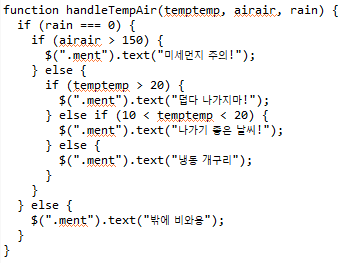 function handleTempAir(temptemp, airair, rain) {
  if (rain === 0) {
    if (airair > 150) {
      $(".ment").text("미세먼지 주의!");
    } else {
      if (temptemp > 20) {
        $(".ment").text("덥다 나가지마!");
      } else if (10 < temptemp < 20) {
        $(".ment").text("나가기 좋은 날씨!");
      } else {
        $(".ment").text("냉동 개구리");
      }
    }
  } else {
    $(".ment").text("밖에 비와용");
  }
}